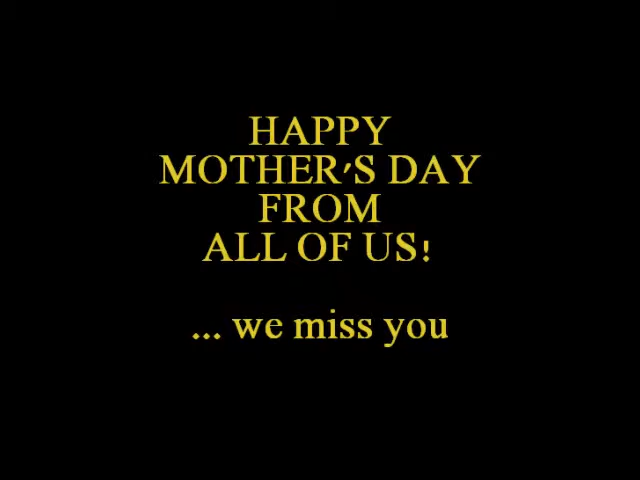 HAPPY
MOTHER'S DAY
FROM
ALL OF US!
... we miss you